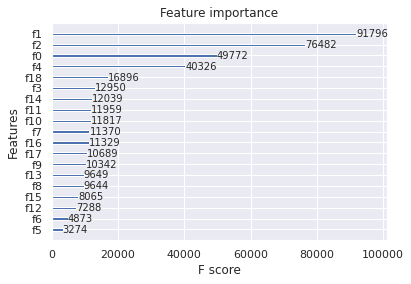 Feature importance
f1 91796
f2 76482
f0 49772
f4 40326
f18 16896
f3 12950
f14 12039
f11 11959
f10 11817
f7 11370
f16 11329
f17 10689
f9 10342
f13 9649
f8 9644
f15 8065
f12 7288
f6 4873
f5 3274
Features
0 20000 40000 60000 80000 100000
F score